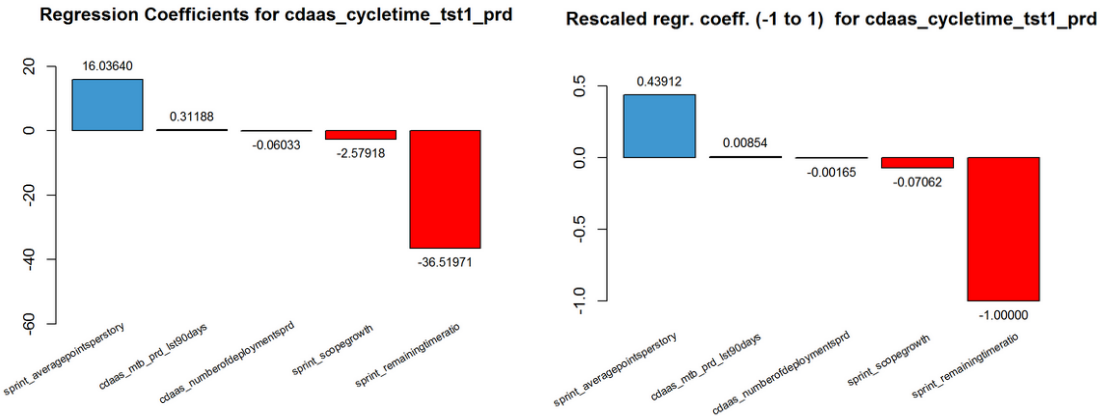 Regression Coefficients for cdaas_cycletime_tst1_prd
20
0
-20
-40
-60
16.03640
0.31188
-0.06033
-2.57918
-36.51971
sprint_averagepointsperstory
cdaas_mtb_prd_lst90days
cdaas_numberofdeploymentsprd
sprint_scopegrowth
sprint_remainingtimeratio
Rescaled regr. coeff. (-1 to 1) for cdaas_cycletime_tst1_prd
0.5
0.0
-0.5
-1.0
0.43912
0.00854
-0.00165
-0.07062
-1.00000
sprint_averagepointsperstory
cdaas_mtb_prd_lst90days
cdaas_numberofdeploymentsprd
sprint_scopegrowth
sprint_remainingtimeratio